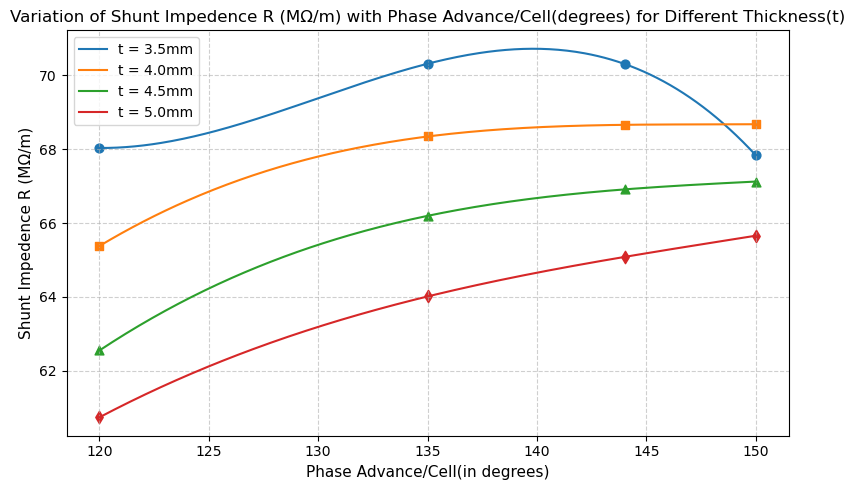 Variation of Shunt Impedence R (MΩ/m) with Phase Advance/Cell(degrees) for Different Thickness(t)
t = 3.5mm
t = 4.0mm
t = 4.5mm
t = 5.0mm
Shunt Impedence R (MΩ/m)
70
68
66
64
62
120 125 130 135 140 145 150
Phase Advance/Cell(in degrees)